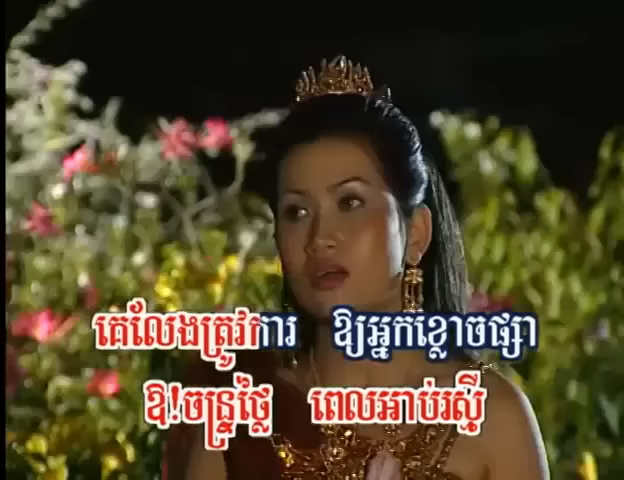 គេលែងត្រូវការ ឱ្យអ្នកខ្លោចផ្សា
ឱ!ចន្ទ្រថ្លៃ ពេលអាប់រស្មី